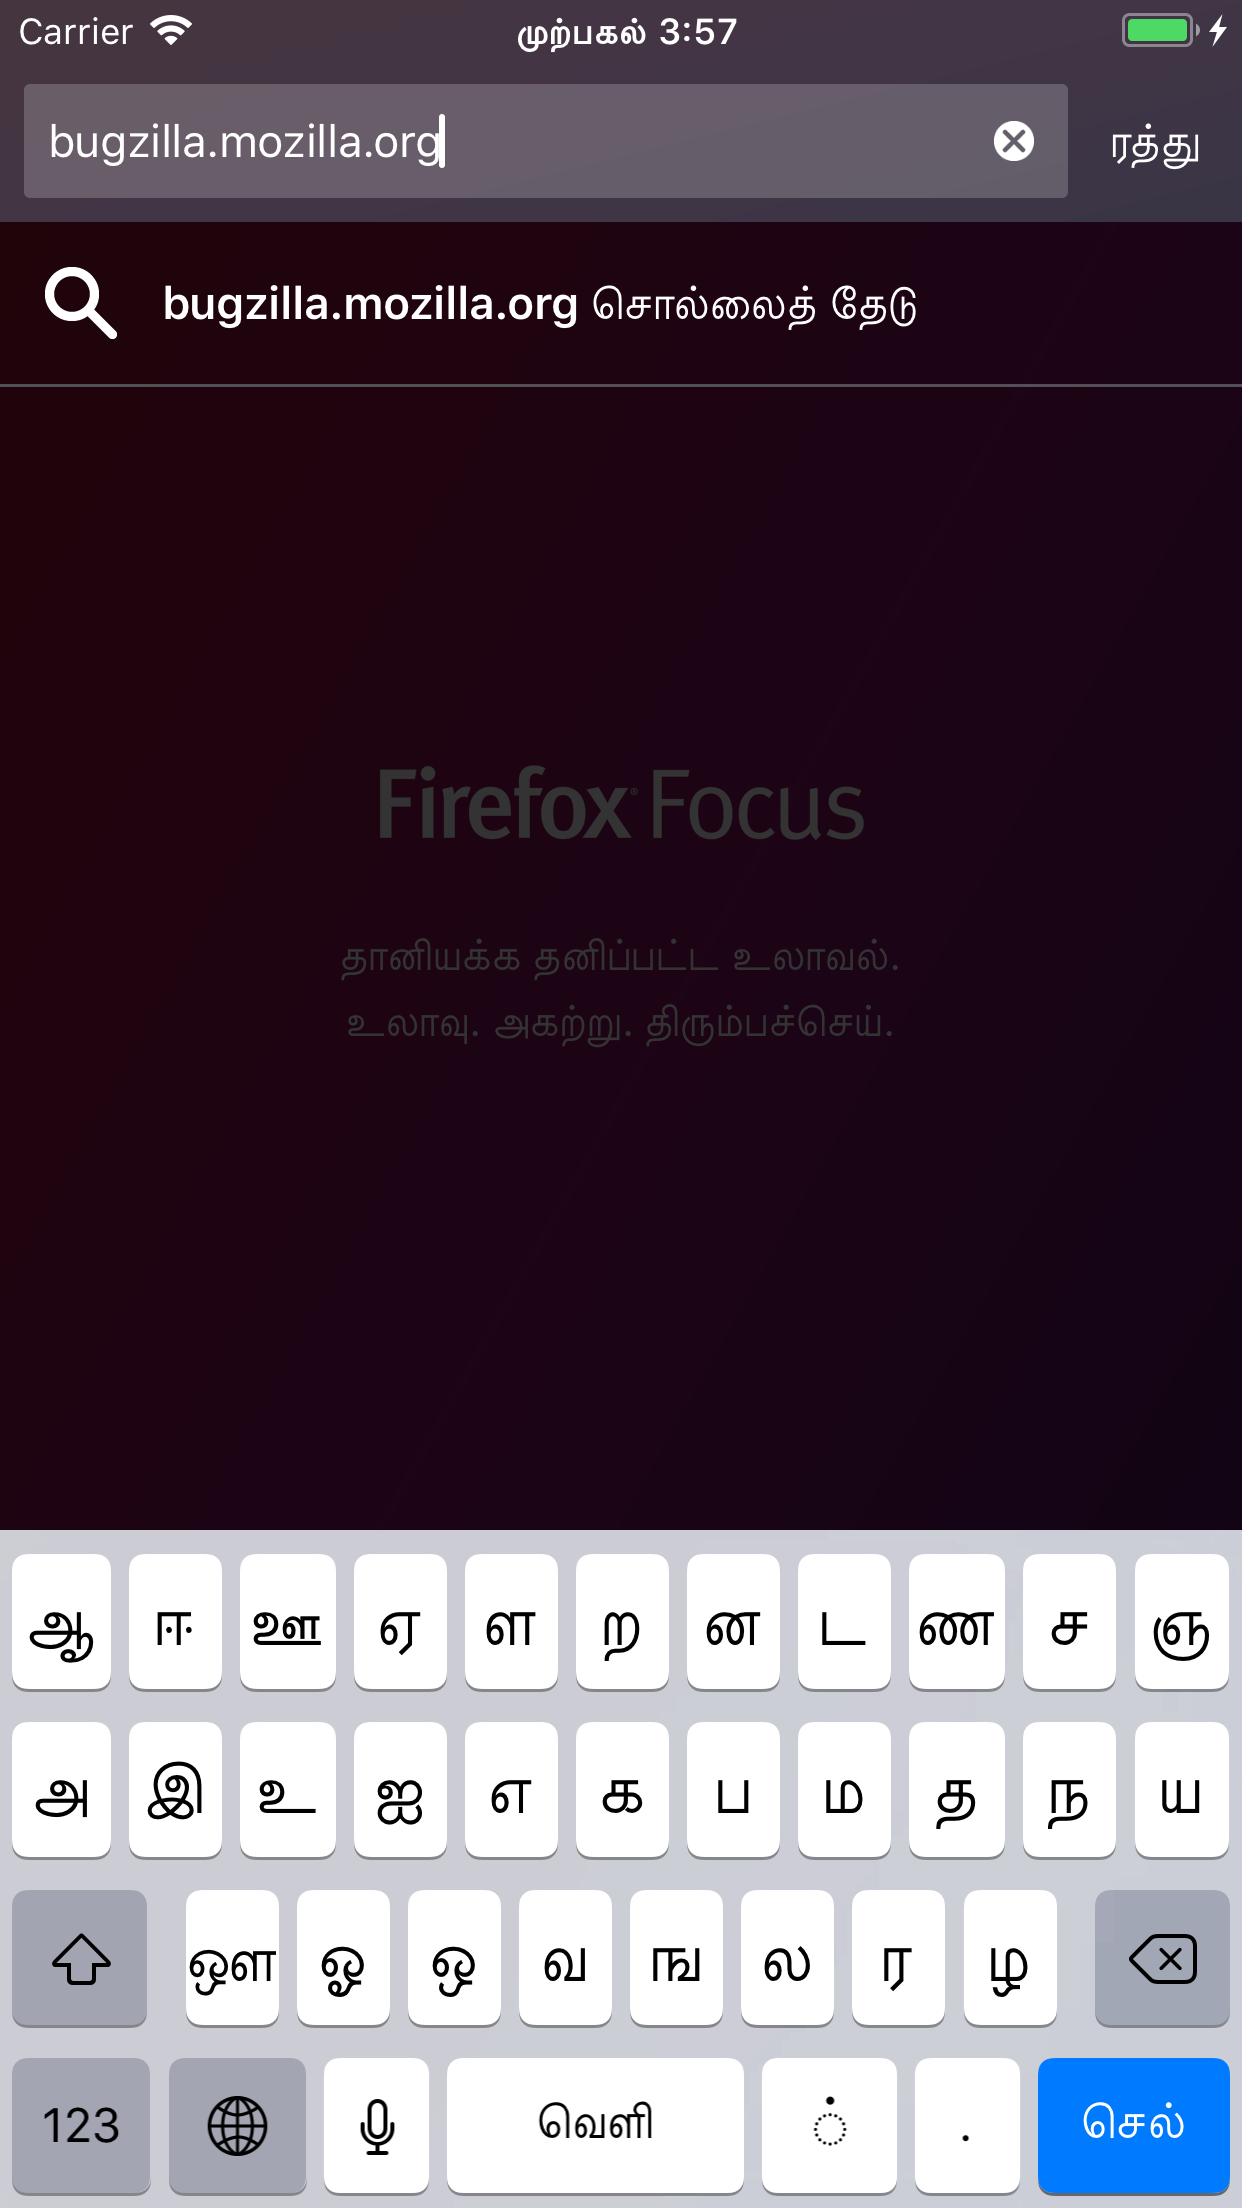 Carrier முற்பகல் 3:57
bugzilla.mozilla.org ரத்து
bugzilla.mozilla.org சொல்லைத் தேடு
Firefox® Focus
தானியக்க தனிப்பட்ட உலாவல்.
உலாவு. அகற்று. திரும்பச்செய்.
ஆ ஈ ஊ ஏ ள ற ன ட ண ச ஞ
அ இ உ ஐ எ க ப ம த ந ய
ஔ ஓ ஒ வ ங ல ர ழ
123 வெளி ் . செல்